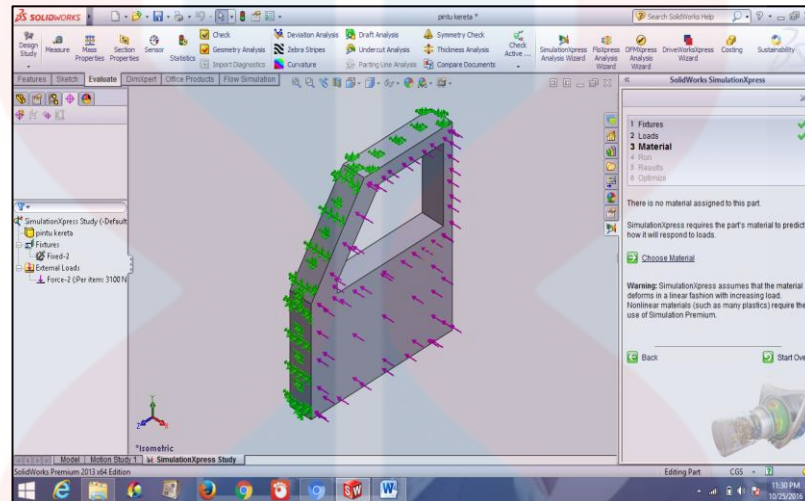 SOLIDWORKS
pintu kereta *
Search SolidWorks Help
Design Study
Measure
Mass Properties
Section Properties
Sensor
Statistics
Check
Geometry Analysis
Import Diagnostics
Deviation Analysis
Zebra Stripes
Curvature
Draft Analysis
Undercut Analysis
Parting Line Analysis
Symmetry Check
Thickness Analysis
Compare Documents
Check Active ...
SimulationXpress Analysis Wizard
FloXpress Analysis Wizard
DFMXpress Analysis Wizard
DriveWorksXpress Wizard
Costing
Sustainability
Features
Sketch
Evaluate
DimXpert
Office Products
Flow Simulation
SimulationXpress Study (-Default
pintu kereta
Fixtures
Fixed-2
External Loads
Force-2 (:Per item: 3100 N
*Isometric
SolidWorks SimulationXpress
1 Fixtures
2 Loads
3 Material
4 Run
5 Results
6 Optimize
There is no material assigned to this part.
SimulationXpress requires the part's material to predict
how it will respond to loads.
Choose Material
Warning: SimulationXpress assumes that the material
deforms in a linear fashion with increasing load.
Nonlinear materials (such as many plastics) require the
use of Simulation Premium.
Back
Start Ove
Model
Motion Study 1
SimulationXpress Study
SolidWorks Premium 2013 x64 Edition
Editing Part
CGS
11:30 PM
10/25/2016